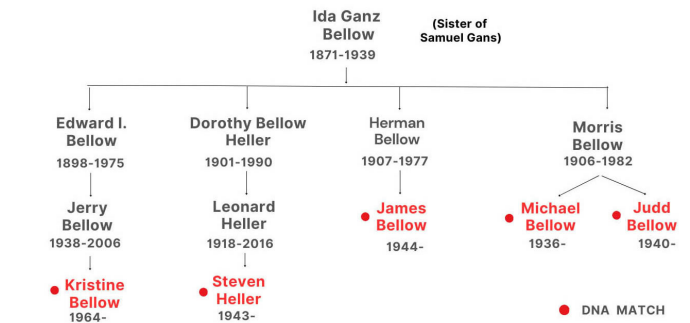 Ida Ganz
Bellow
1871-1939
(Sister of
Samuel Gans)
Edward I.
Bellow
1898-1975
Dorothy Bellow
Heller
1901-1990
Herman
Bellow
1907-1977
Morris
Bellow
1906-1982
Jerry
Bellow
1938-2006
Leonard
Heller
1918-2016
James
Bellow
1944-
Michael
Bellow
1936-
Judd
Bellow
1940-
Kristine
Bellow
1964-
Steven
Heller
1943-
DNA MATCH